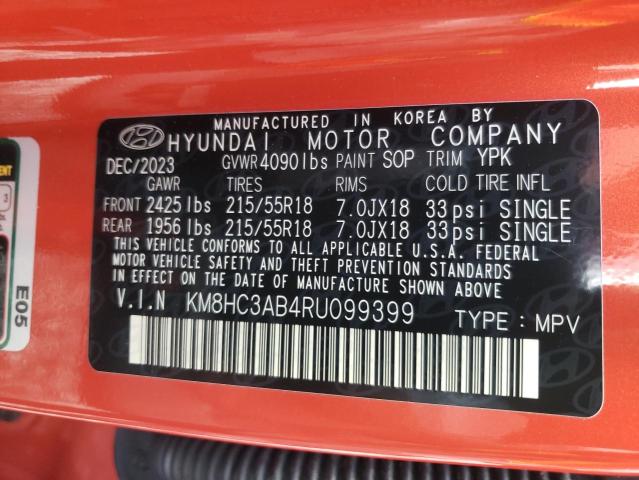 MANUFACTURED IN KOREA BY
HYUNDAI MOTOR COMPANY
DEC/2023 GVWR 4090lbs PAINT SOP TRIM YPK
GAWR TIRES RIMS COLD TIRE INFL
FRONT 2425 lbs 215/55R18 7.0JX18 33 psi SINGLE
REAR 1956 lbs 215/55R18 7.0JX18 33 psi SINGLE
THIS VEHICLE CONFORMS TO ALL APPLICABLE U.S.A. FEDERAL
MOTOR VEHICLE SAFETY AND THEFT PREVENTION STANDARDS
IN EFFECT ON THE DATE OF MANUFACTURE SHOWN ABOVE
V.I.N KM8HC3AB4RU099399 TYPE : MPV
E05